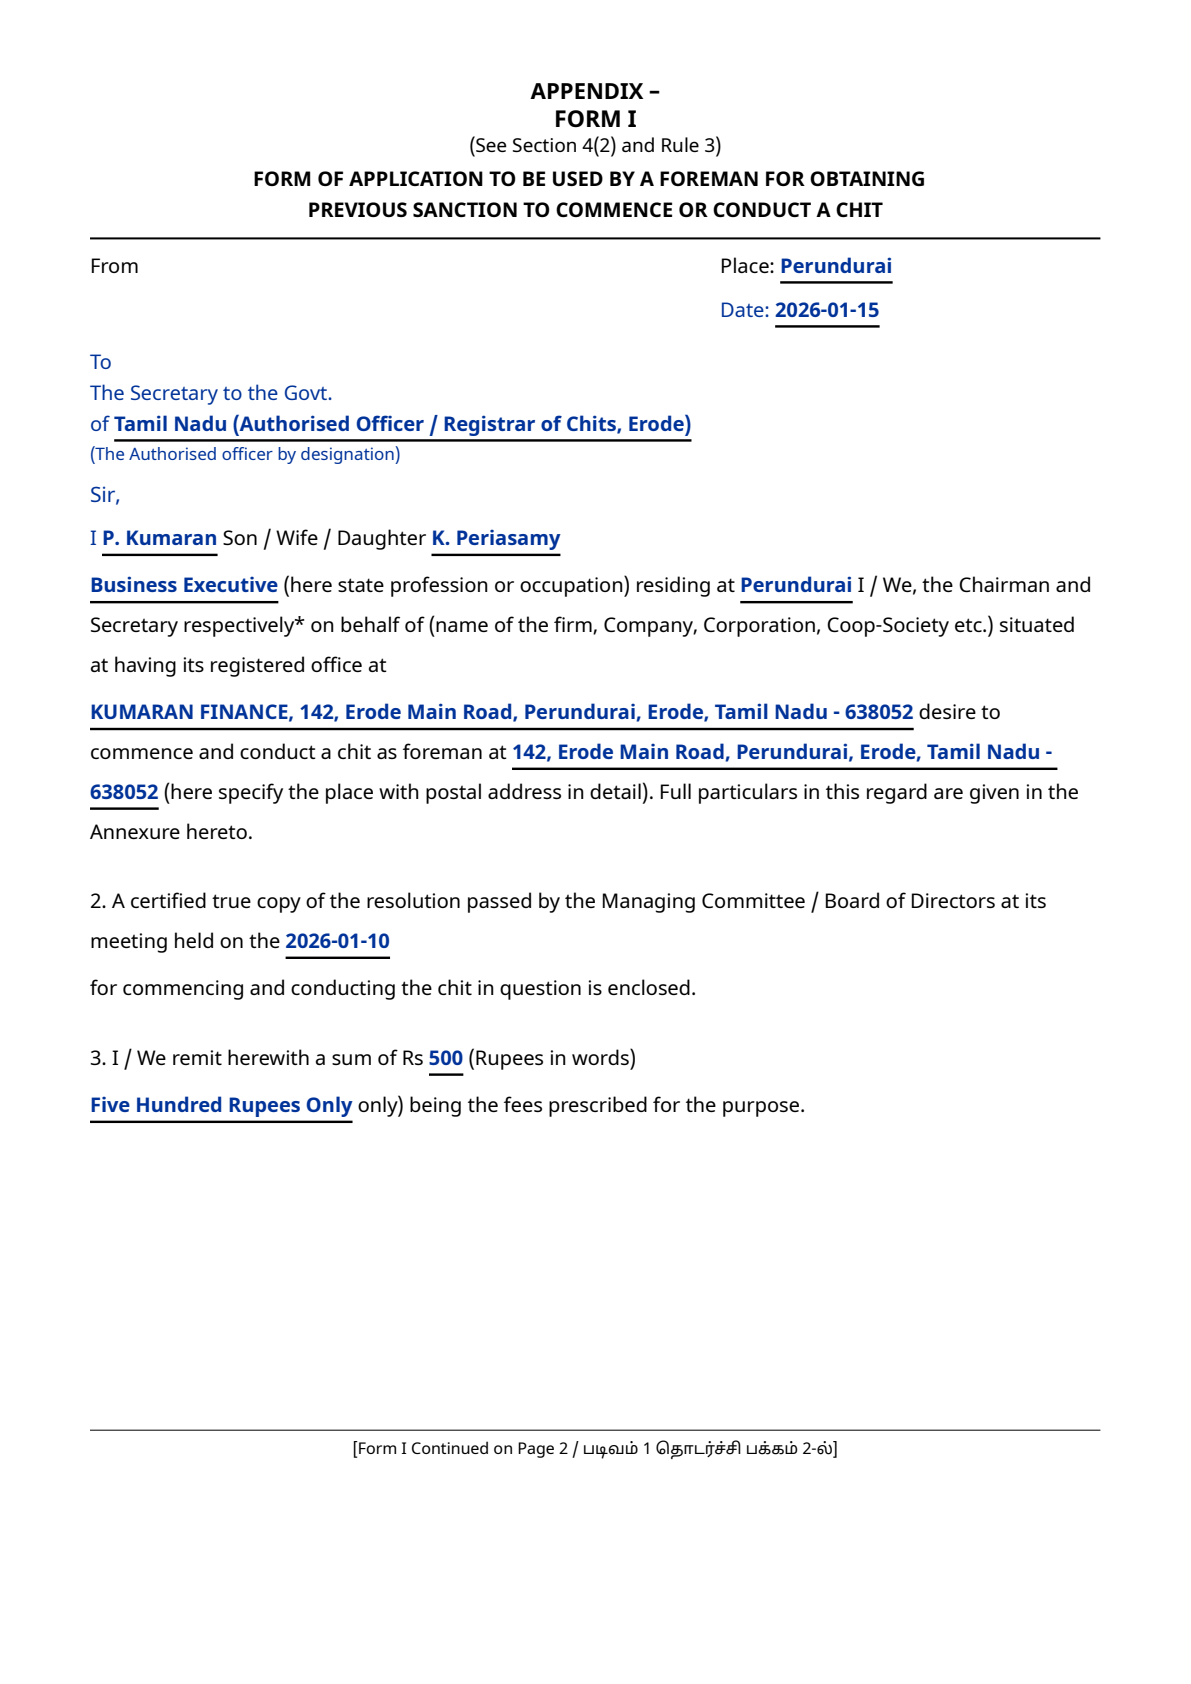 APPENDIX –
FORM I
(See Section 4(2) and Rule 3)
FORM OF APPLICATION TO BE USED BY A FOREMAN FOR OBTAINING
PREVIOUS SANCTION TO COMMENCE OR CONDUCT A CHIT
From
Place: Perundurai
Date: 2026-01-15
To
The Secretary to the Govt.
of Tamil Nadu (Authorised Officer / Registrar of Chits, Erode)
(The Authorised officer by designation)
Sir,
I P. Kumaran Son / Wife / Daughter K. Periasamy
Business Executive (here state profession or occupation) residing at Perundurai I / We, the Chairman and
Secretary respectively* on behalf of (name of the firm, Company, Corporation, Coop-Society etc.) situated
at having its registered office at
KUMARAN FINANCE, 142, Erode Main Road, Perundurai, Erode, Tamil Nadu - 638052 desire to
commence and conduct a chit as foreman at 142, Erode Main Road, Perundurai, Erode, Tamil Nadu -
638052 (here specify the place with postal address in detail). Full particulars in this regard are given in the
Annexure hereto.
2. A certified true copy of the resolution passed by the Managing Committee / Board of Directors at its
meeting held on the 2026-01-10
for commencing and conducting the chit in question is enclosed.
3. I / We remit herewith a sum of Rs 500 (Rupees in words)
Five Hundred Rupees Only only) being the fees prescribed for the purpose.
[Form I Continued on Page 2 / படிவம் 1 தொடர்ச்சி பக்கம் 2-ல்]